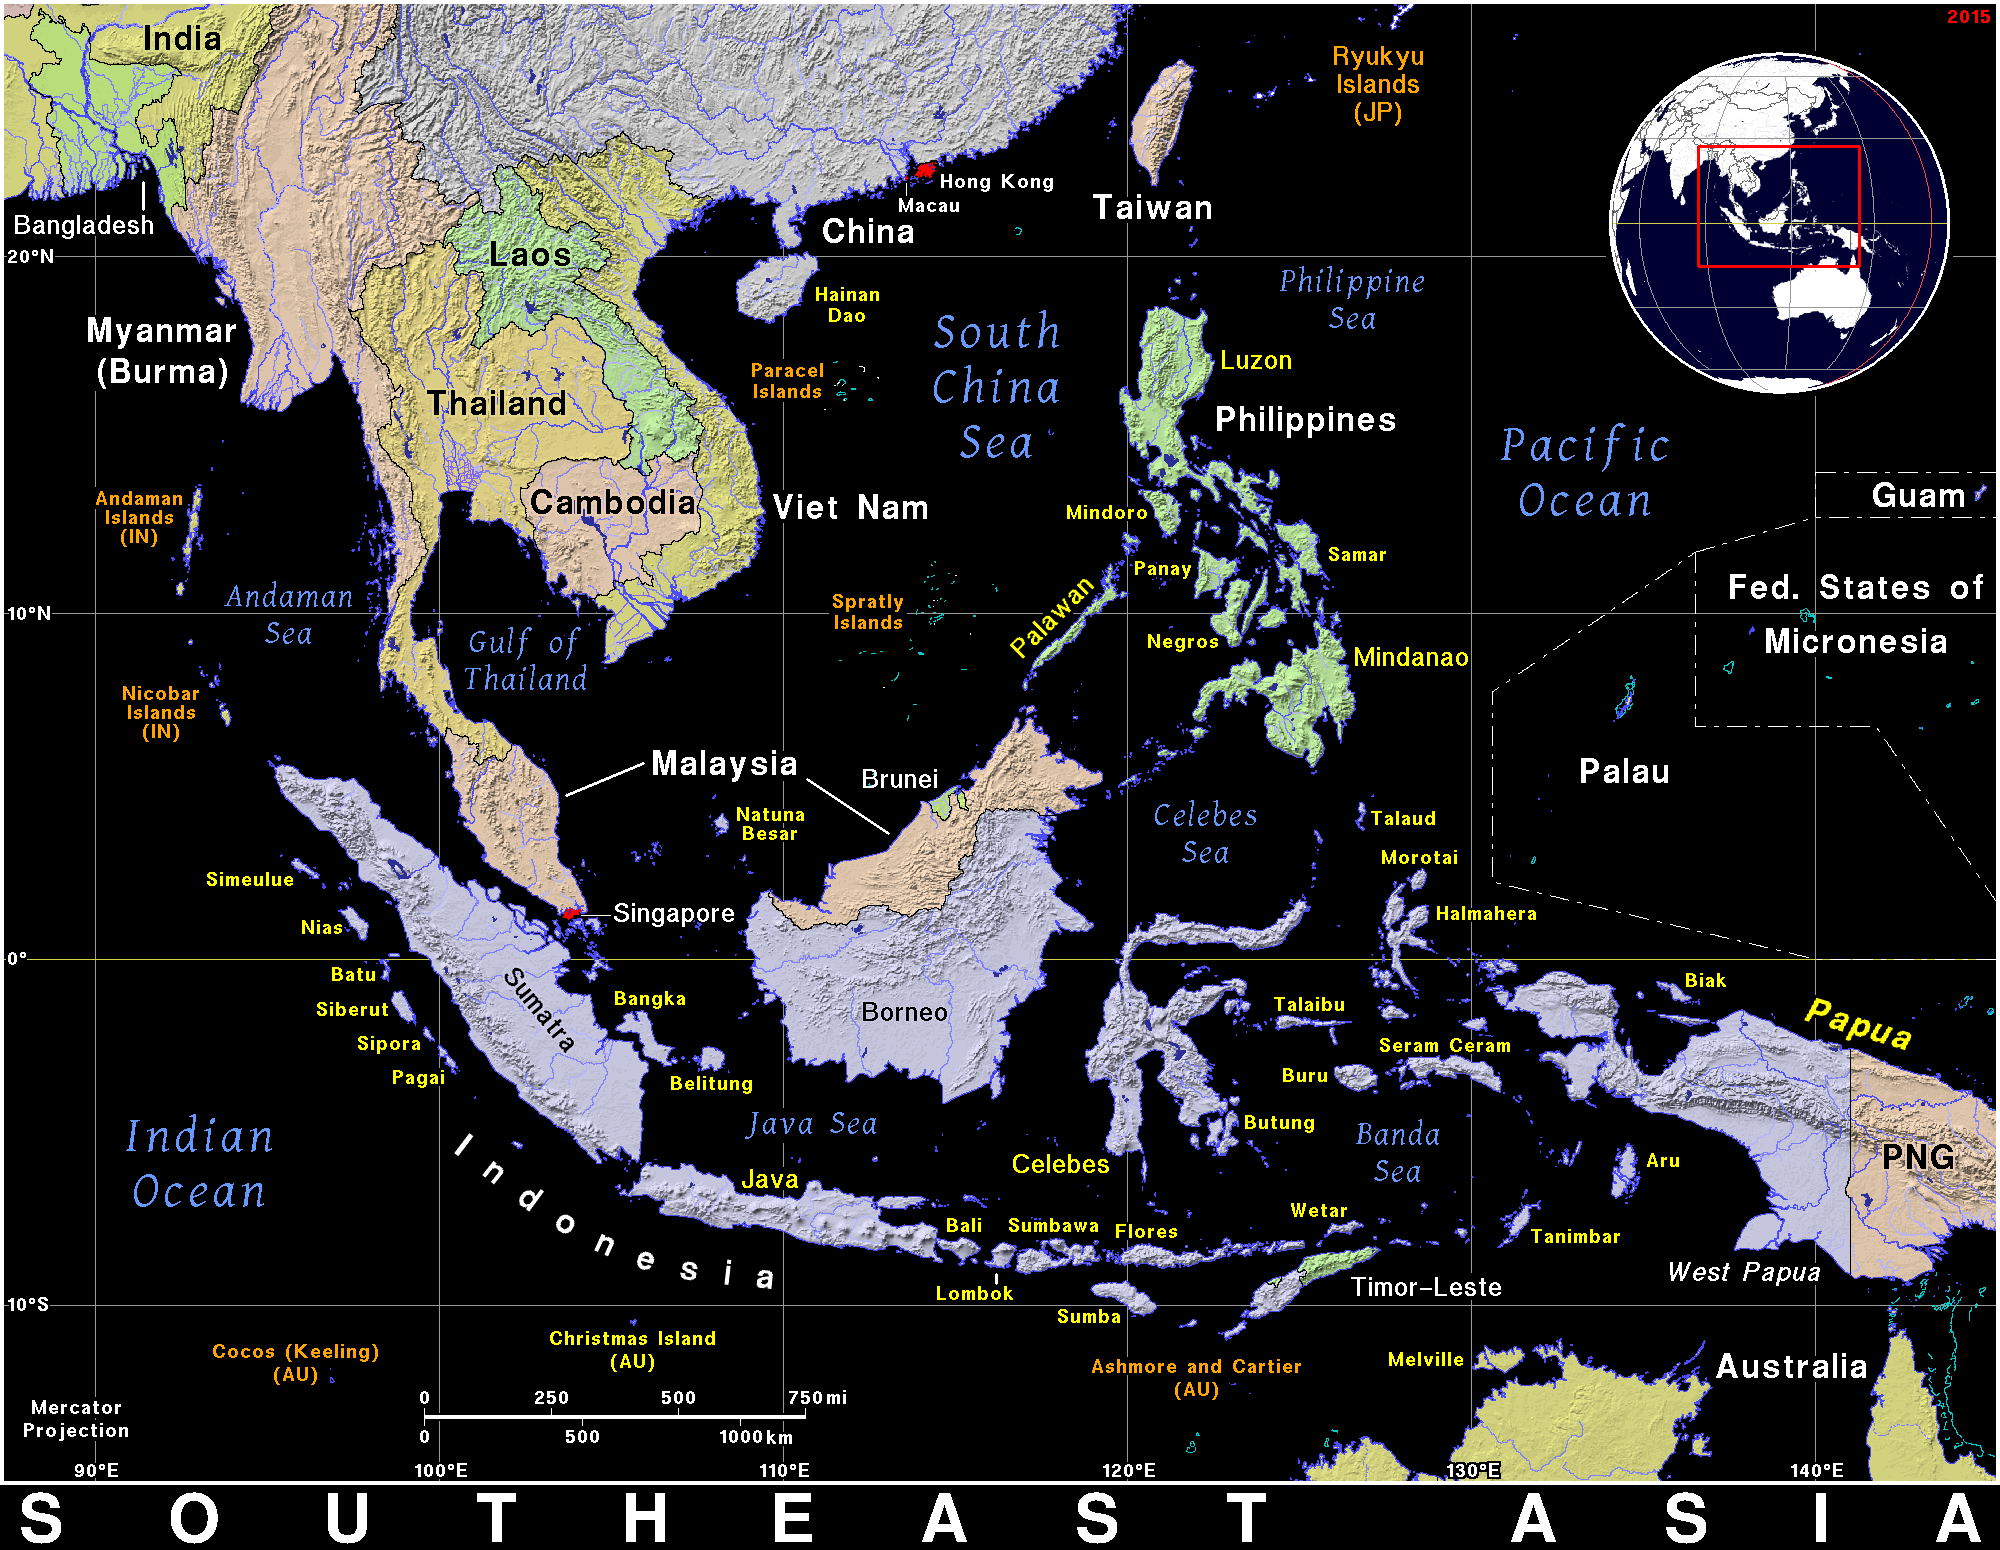 2015
India
Ryukyu
Islands
(JP)
Hong Kong
Macau
Bangladesh
Taiwan
China
20°N
Laos
Philippine
Sea
Hainan
Dao
Myanmar
(Burma)
South
China
Sea
Luzon
Paracel
Islands
Thailand
Philippines
Pacific
Ocean
Andaman
Islands
(IN)
Cambodia
Viet Nam
Guam
Mindoro
Samar
Panay
Andaman
Sea
Fed. States of
Micronesia
10°N
Spratly
Islands
Palawan
Gulf of
Thailand
Negros
Mindanao
Nicobar
Islands
(IN)
Malaysia
Brunei
Palau
Natuna
Besar
Celebes
Sea
Talaud
Morotai
Simeulue
Singapore
Halmahera
Nias
0°
Batu
Sumatra
Biak
Siberut
Bangka
Borneo
Talaibu
Papua
Sipora
Seram Ceram
Pagai
Belitung
Buru
Indian
Ocean
Java Sea
Butung
Banda
Sea
Indonesia
Java
Celebes
Aru
PNG
Bali
Sumbawa
Flores
Wetar
Tanimbar
West Papua
Lombok
Timor-Leste
10°S
Sumba
Cocos (Keeling)
(AU)
Christmas Island
(AU)
Ashmore and Cartier
(AU)
Melville
Australia
0 250 500 750 mi
0 500 1000 km
Mercator
Projection
90°E 100°E 110°E 120°E 130°E 140°E
SOUTHEAST ASIA